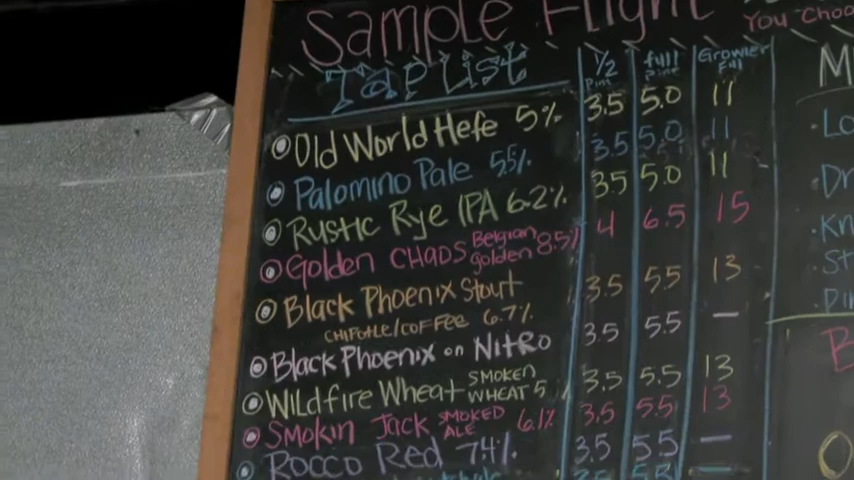 Sample Flight
You Choo
Tap List 1/2 Pint full pint Growler Fill
Old World Hefe 5% 3.5 5.0 11
Palomino Pale 5.5% 3.5 5.0 11
Rustic Rye IPA 6.2% 3.5 5.0 11
Golden CHAOS Belgian golden 8.5% 4 6.5 15
Black Phoenix Stout 3.5 5.5 13
CHIPOTLE/COFFEE 6.7%
Black Phoenix on Nitro 3.5 5.5 —
Wildfire Wheat SMOKEN WHEAT 5% 3.5 5.5 13
Smokin Jack SMOKED ALE 6.1% 3.5 5.5 13
Rocco Red 7.4% 3.5 5.5 —